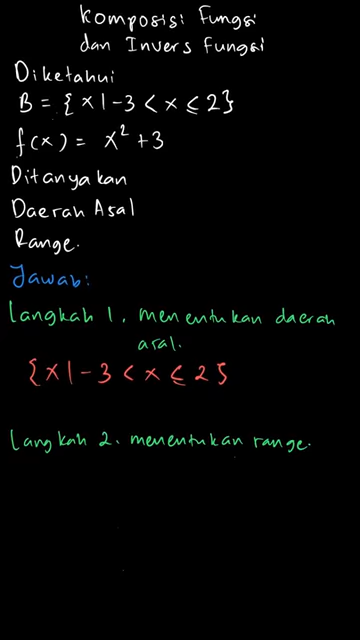 Komposisi Fungsi
dan Invers Fungsi
Diketahui
B = { x | -3 < x ≤ 2 }
f(x) = x² + 3
Ditanyakan
Daerah Asal
Range.
Jawab:
Langkah 1. menentukan daerah
asal.
{ x | -3 < x ≤ 2 }
Langkah 2. menentukan range.